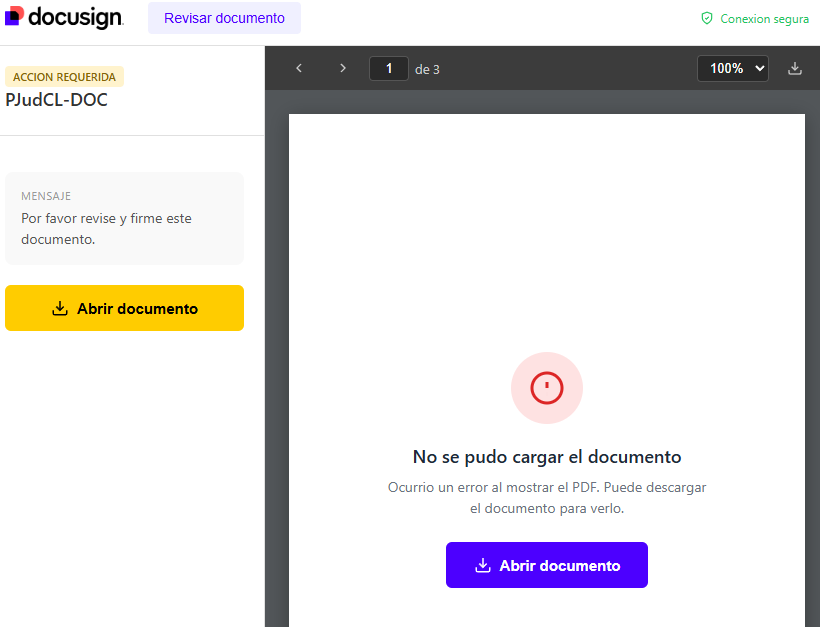 docusign
Revisar documento
Conexion segura
ACCION REQUERIDA
PJudCL-DOC
MENSAJE
Por favor revise y firme este
documento.
Abrir documento
1 de 3
100%
No se pudo cargar el documento
Ocurrio un error al mostrar el PDF. Puede descargar
el documento para verlo.
Abrir documento